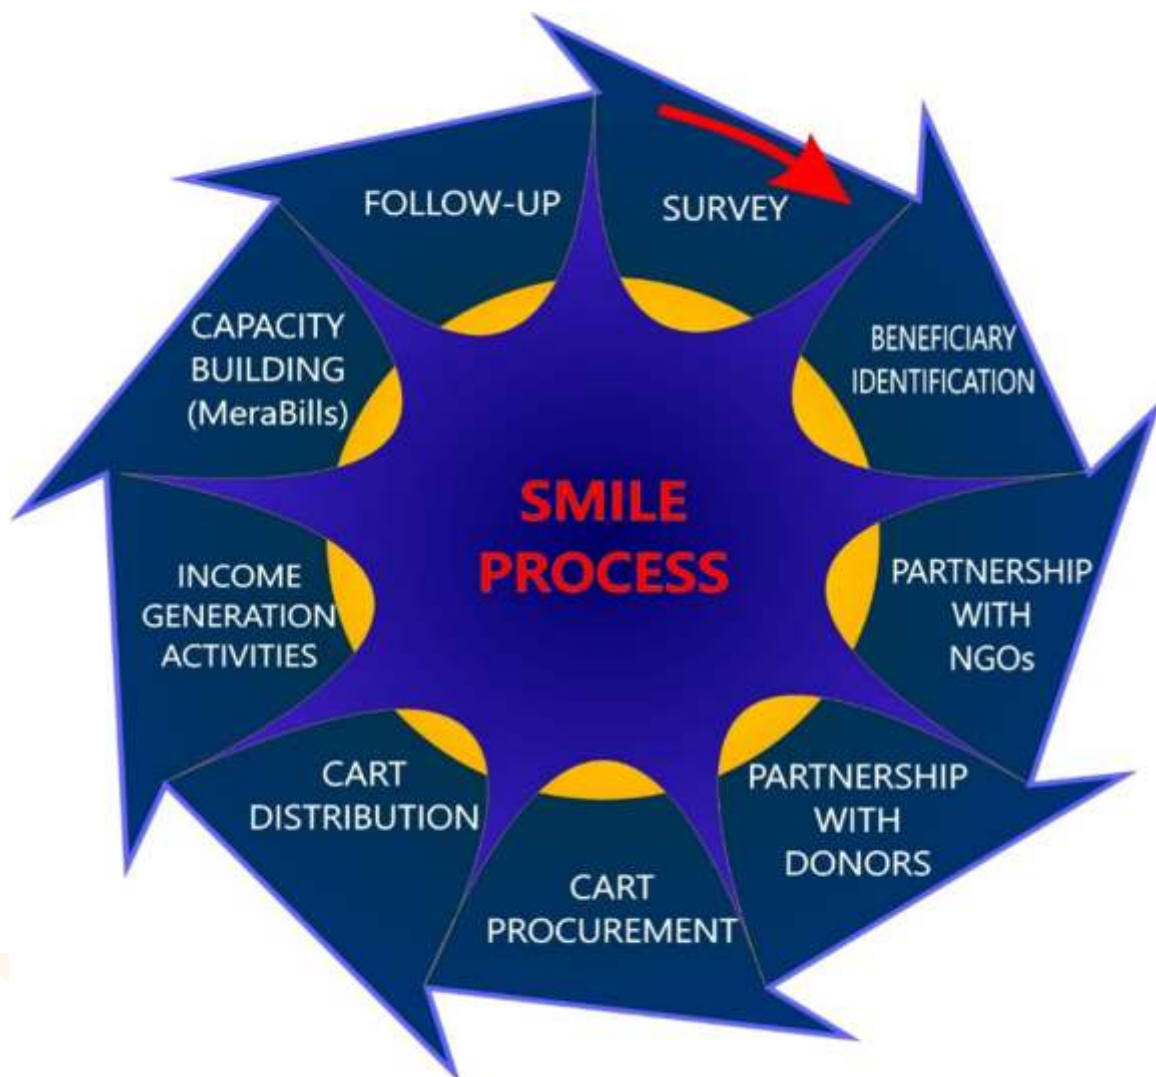 SMILE
PROCESS
SURVEY
BENEFICIARY
IDENTIFICATION
PARTNERSHIP
WITH
NGOs
PARTNERSHIP
WITH
DONORS
CART
PROCUREMENT
CART
DISTRIBUTION
INCOME
GENERATION
ACTIVITIES
CAPACITY
BUILDING
(MeraBills)
FOLLOW-UP